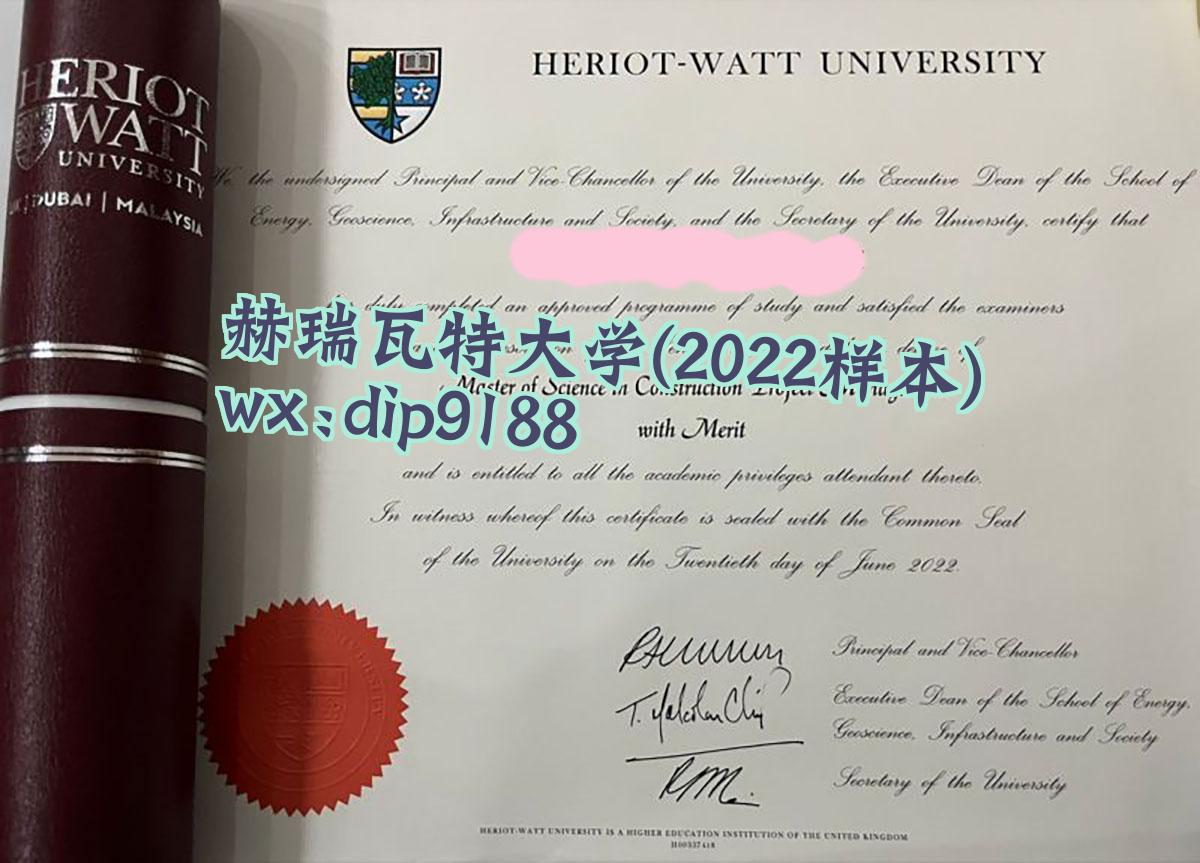 HERIOT
WATT
UNIVERSITY
DUBAI | MALAYSIA
HERIOT-WATT UNIVERSITY
We, the undersigned Principal and Vice-Chancellor of the University, the Executive Dean of the School of
Energy, Geoscience, Infrastructure and Society, and the Secretary of the University, certify that
duly completed an approved programme of study and satisfied the examiners
赫瑞瓦特大学(2022样本)
Master of Science in Construction Project
wx:dip9188
with Merit
and is entitled to all the academic privileges attendant thereto.
In witness whereof this certificate is sealed with the Common Seal
of the University on the Twentieth day of June 2022.
Principal and Vice-Chancellor
Executive Dean of the School of Energy,
Geoscience, Infrastructure and Society
Secretary of the University
HERIOT-WATT UNIVERSITY IS A HIGHER EDUCATION INSTITUTION OF THE UNITED KINGDOM